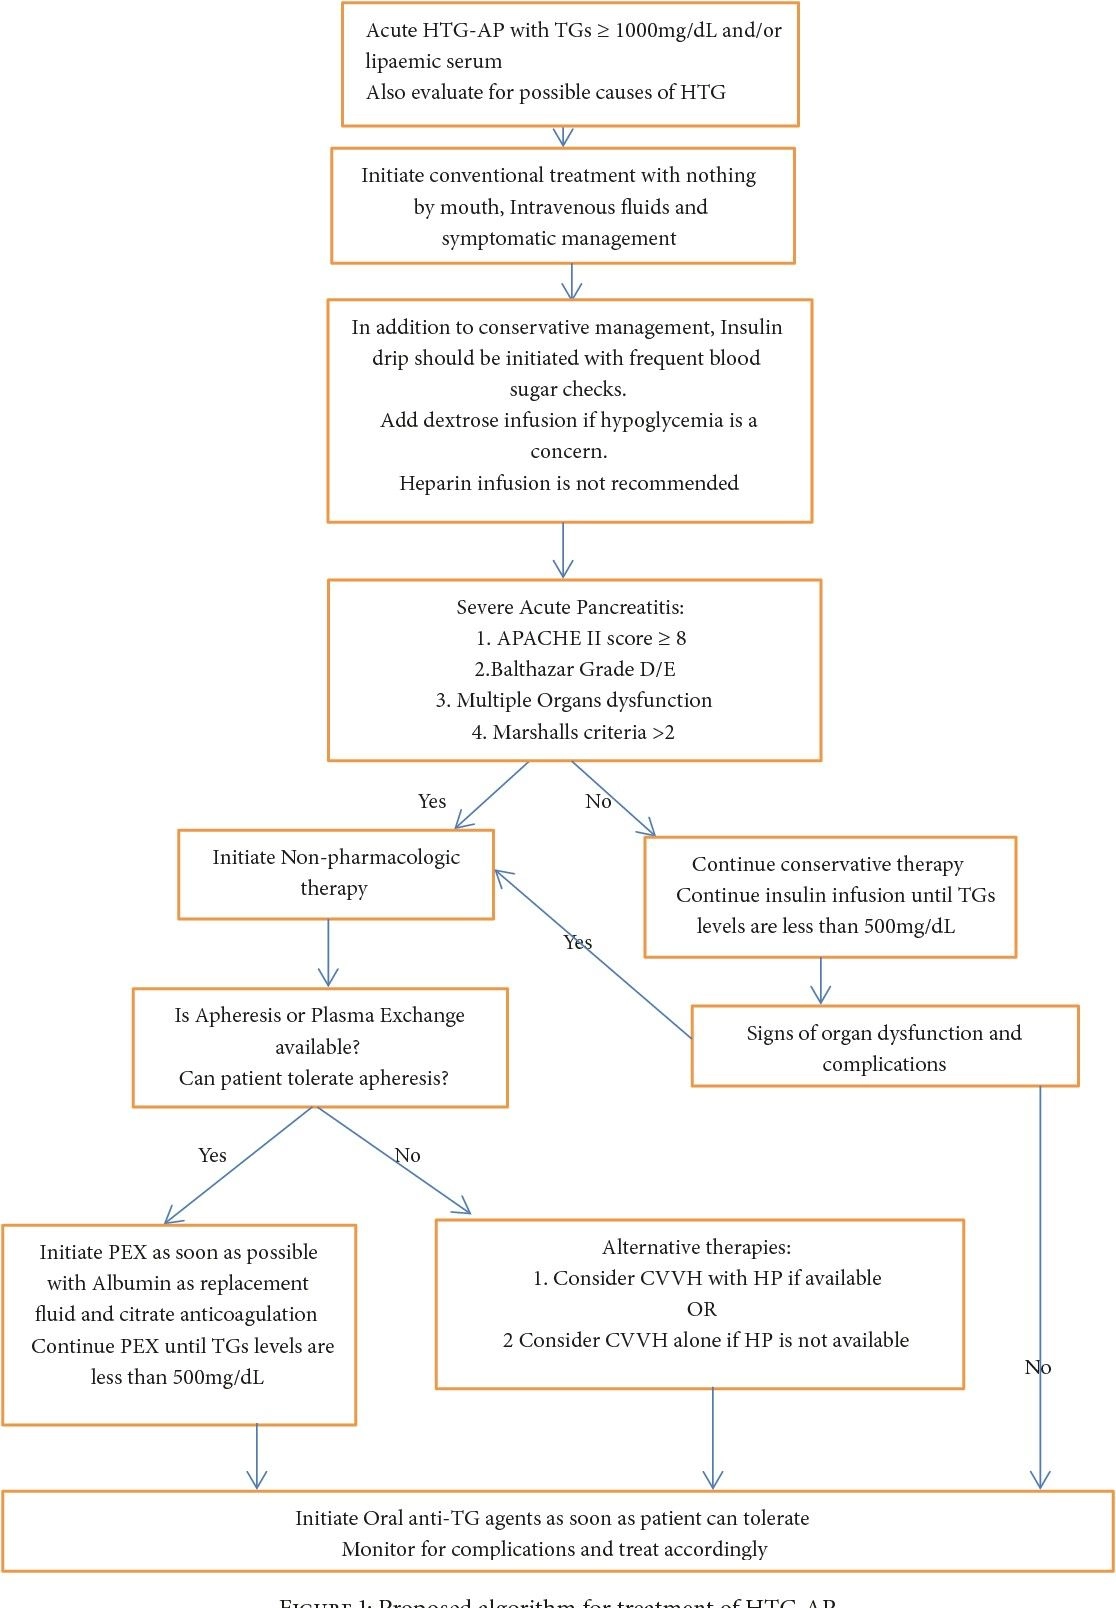 Acute HTG-AP with TGs ≥ 1000mg/dL and/or
lipaemic serum
Also evaluate for possible causes of HTG
Initiate conventional treatment with nothing
by mouth, Intravenous fluids and
symptomatic management
In addition to conservative management, Insulin
drip should be initiated with frequent blood
sugar checks.
Add dextrose infusion if hypoglycemia is a
concern.
Heparin infusion is not recommended
Severe Acute Pancreatitis:
1. APACHE II score ≥ 8
2.Balthazar Grade D/E
3. Multiple Organs dysfunction
4. Marshalls criteria >2
Yes
No
Initiate Non-pharmacologic
therapy
Continue conservative therapy
Continue insulin infusion until TGs
levels are less than 500mg/dL
Yes
Is Apheresis or Plasma Exchange
available?
Can patient tolerate apheresis?
Signs of organ dysfunction and
complications
Yes
No
Initiate PEX as soon as possible
with Albumin as replacement
fluid and citrate anticoagulation
Continue PEX until TGs levels are
less than 500mg/dL
Alternative therapies:
1. Consider CVVH with HP if available
OR
2 Consider CVVH alone if HP is not available
No
Initiate Oral anti-TG agents as soon as patient can tolerate
Monitor for complications and treat accordingly
Figure 1: Proposed algorithm for treatment of HTG-AP